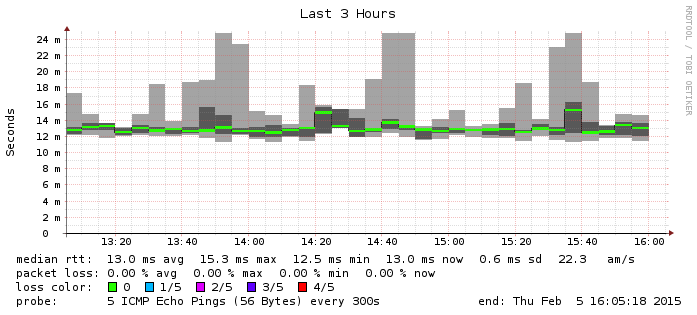 Last 3 Hours
RRDTOOL / TOBI OETIKER
Seconds
24 m
22 m
20 m
18 m
16 m
14 m
12 m
10 m
8 m
6 m
4 m
2 m
0
13:20 13:40 14:00 14:20 14:40 15:00 15:20 15:40 16:00
median rtt: 13.0 ms avg 15.3 ms max 12.5 ms min 13.0 ms now 0.6 ms sd 22.3 am/s
packet loss: 0.00 % avg 0.00 % max 0.00 % min 0.00 % now
loss color: 0 1/5 2/5 3/5 4/5
probe: 5 ICMP Echo Pings (56 Bytes) every 300s end: Thu Feb 5 16:05:18 2015